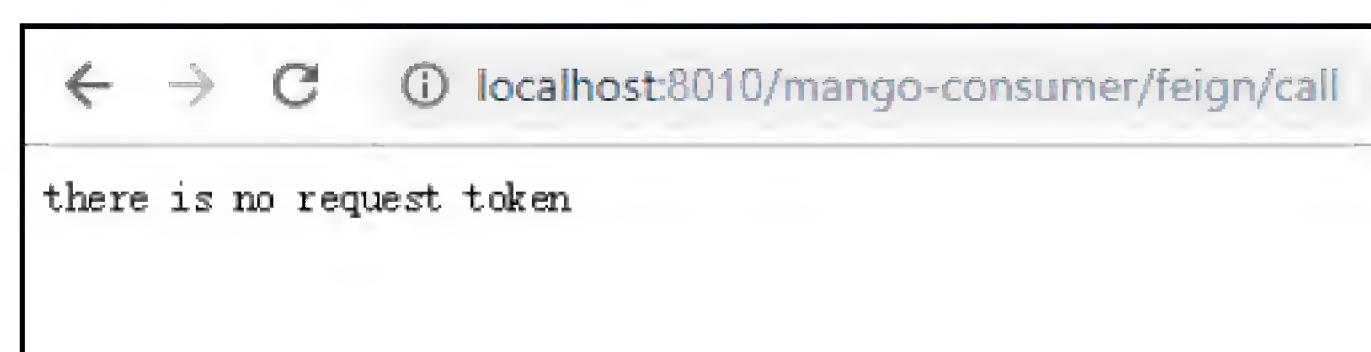 localhost:8010/mango-consumer/feign/call
there is no request token